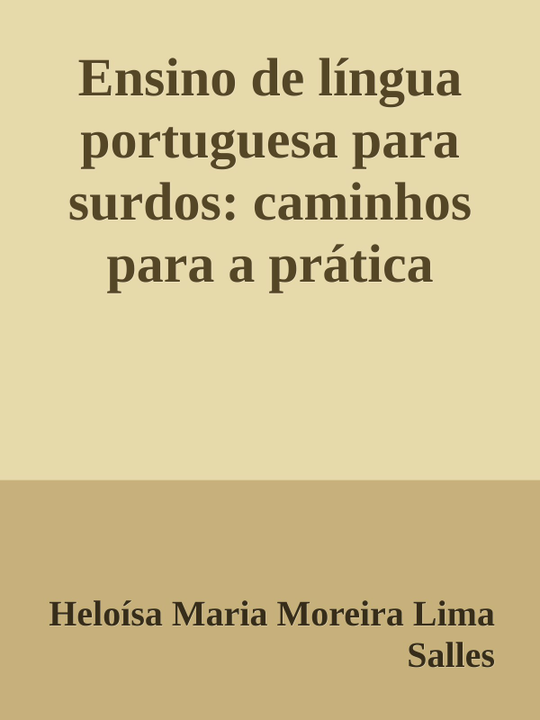 Ensino de língua
portuguesa para
surdos: caminhos
para a prática
Heloísa Maria Moreira Lima
Salles